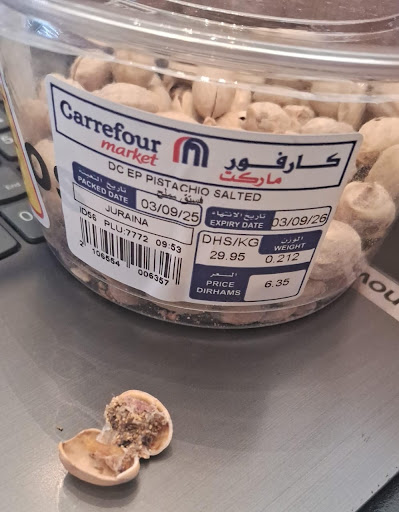 Carrefour market كارفور ماركت
DC EP PISTACHIO SALTED
فستق مملح
تاريخ التعبئة
PACKED DATE 03/09/25
تاريخ الانتهاء
EXPIRY DATE 03/09/26
JURAINA
ID56 PLU:7772 09:53
DHS/KG
29.95
الوزن
WEIGHT
0.212
2 106554 006357
السعر
PRICE
DIRHAMS
6.35